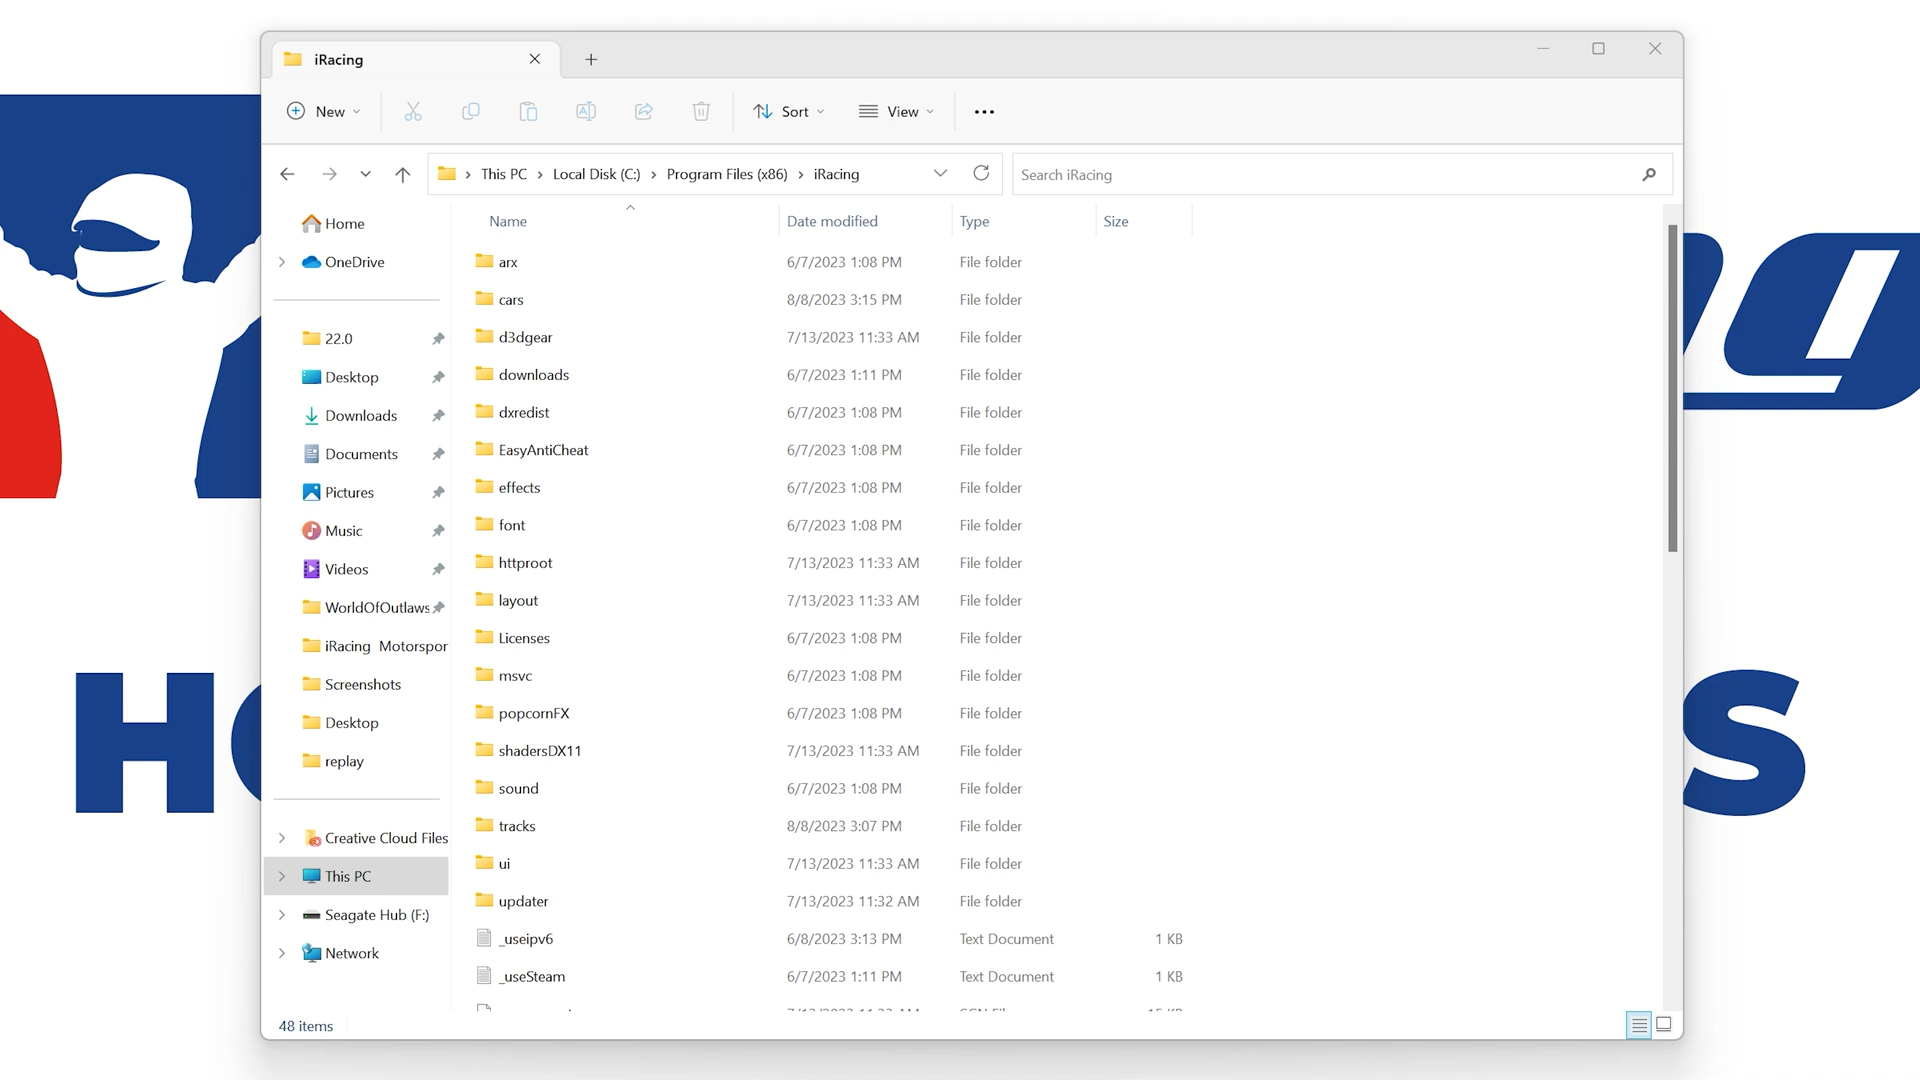 iRacing
New
Sort
View
This PC > Local Disk (C:) > Program Files (x86) > iRacing
Search iRacing
Name Date modified Type Size
Home
OneDrive
22.0
Desktop
Downloads
Documents
Pictures
Music
Videos
WorldOfOutlaws
iRacing Motorspor
Screenshots
Desktop
replay
Creative Cloud Files
This PC
Seagate Hub (F:)
Network
arx 6/7/2023 1:08 PM File folder
cars 8/8/2023 3:15 PM File folder
d3dgear 7/13/2023 11:33 AM File folder
downloads 6/7/2023 1:11 PM File folder
dxredist 6/7/2023 1:08 PM File folder
EasyAntiCheat 6/7/2023 1:08 PM File folder
effects 6/7/2023 1:08 PM File folder
font 6/7/2023 1:08 PM File folder
httproot 7/13/2023 11:33 AM File folder
layout 7/13/2023 11:33 AM File folder
Licenses 6/7/2023 1:08 PM File folder
msvc 6/7/2023 1:08 PM File folder
popcornFX 6/7/2023 1:08 PM File folder
shadersDX11 7/13/2023 11:33 AM File folder
sound 6/7/2023 1:08 PM File folder
tracks 8/8/2023 3:07 PM File folder
ui 7/13/2023 11:33 AM File folder
updater 7/13/2023 11:32 AM File folder
_useipv6 6/8/2023 3:13 PM Text Document 1 KB
_useSteam 6/7/2023 1:11 PM Text Document 1 KB
48 items